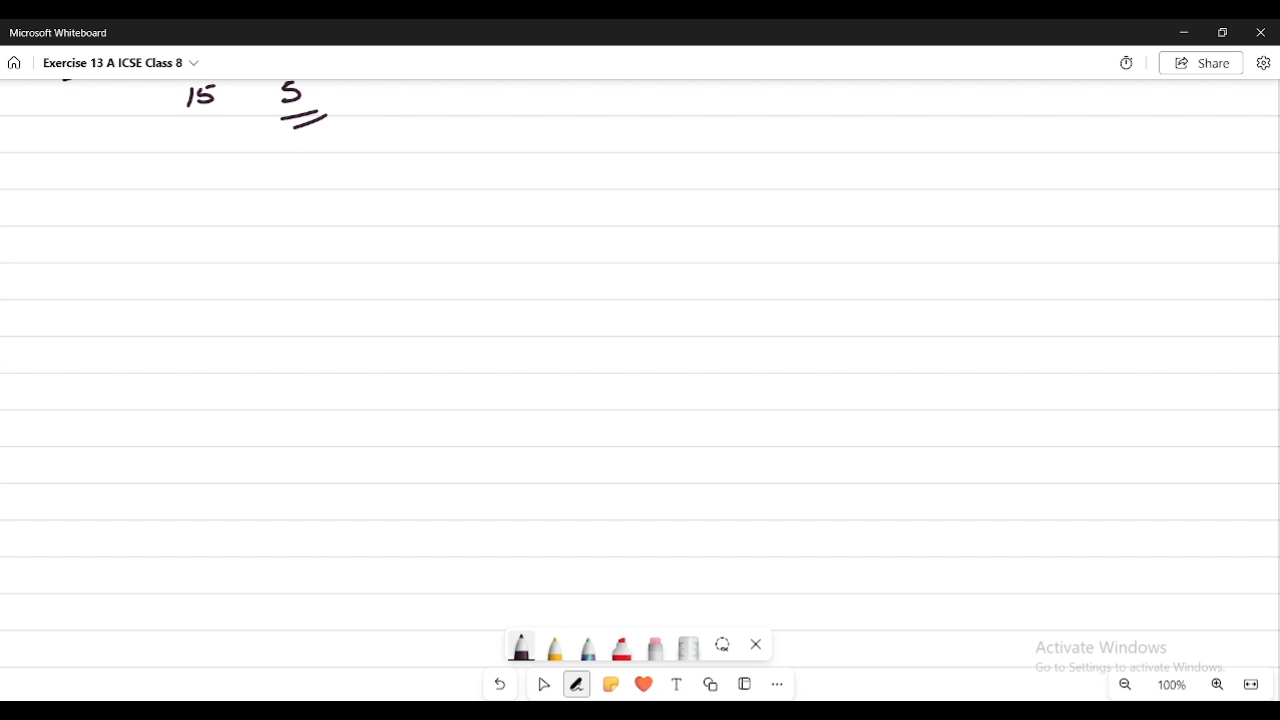 Microsoft Whiteboard
Exercise 13 A ICSE Class 8
Share
15 5
Activate Windows
Go to Settings to activate Windows.
100%